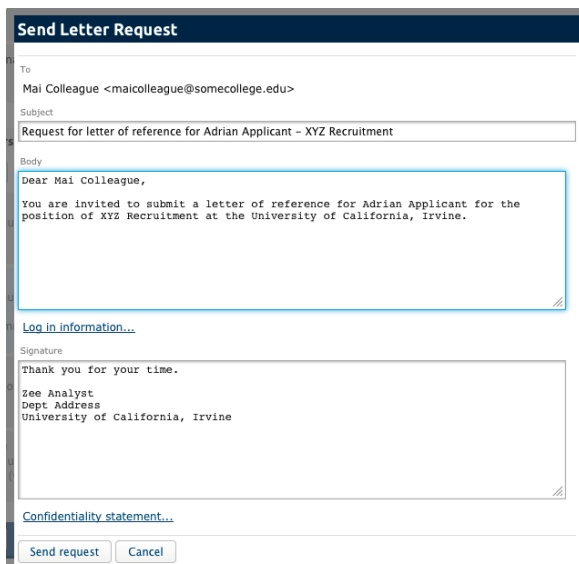 Send Letter Request
To
Mai Colleague <maicolleague@somecollege.edu>
Subject
Request for letter of reference for Adrian Applicant – XYZ Recruitment
Body
Dear Mai Colleague,
You are invited to submit a letter of reference for Adrian Applicant for the
position of XYZ Recruitment at the University of California, Irvine.
Log in information...
Signature
Thank you for your time.
Zee Analyst
Dept Address
University of California, Irvine
Confidentiality statement...
Send request
Cancel